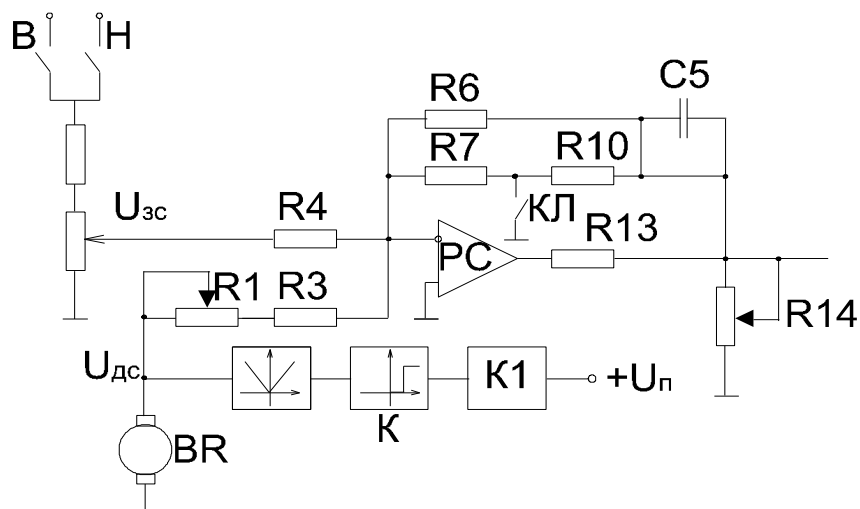 В Н
C5
R6
R7 R10
КЛ
Uзс
R4
R13
РС
R1 R3
R14
Uдс
К1
+Uп
К
BR